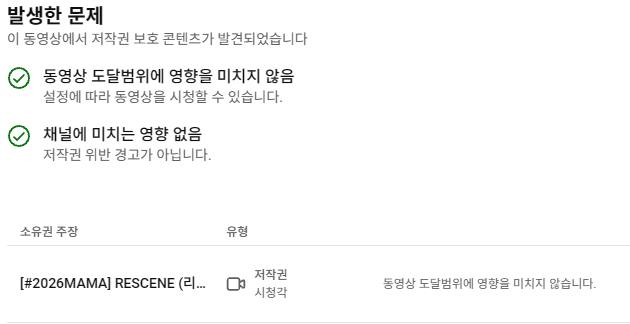 발생한 문제
이 동영상에서 저작권 보호 콘텐츠가 발견되었습니다
동영상 도달범위에 영향을 미치지 않음
설정에 따라 동영상을 시청할 수 있습니다.
채널에 미치는 영향 없음
저작권 위반 경고가 아닙니다.
소유권 주장 유형
[#2026MAMA] RESCENE (리... 저작권 동영상 도달범위에 영향을 미치지 않습니다.
시청각